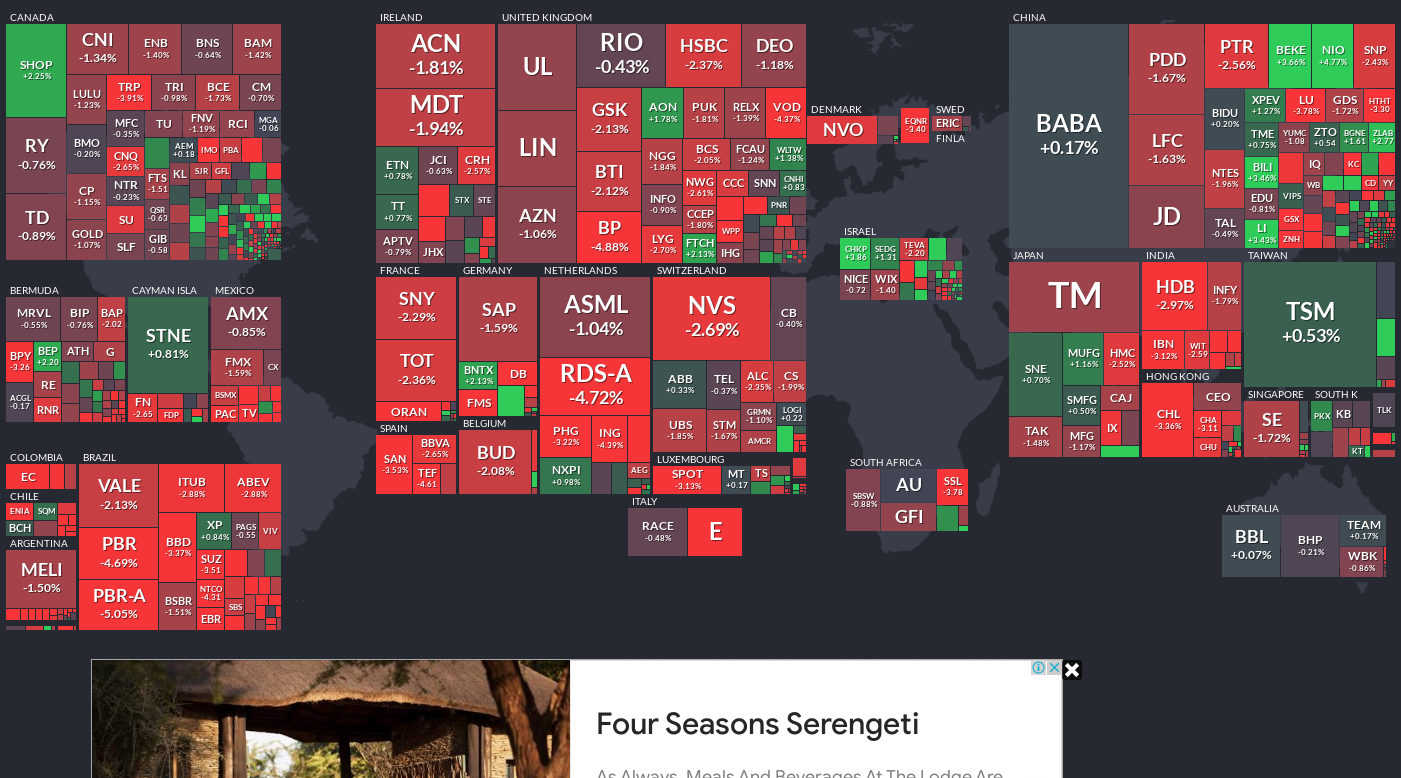 CANADA
SHOP
+2.25%
CNI
-1.34%
ENB
-1.40%
BNS
-0.64%
BAM
-1.42%
LULU
-1.23%
TRP
-3.91%
TRI
-0.98%
BCE
-1.73%
CM
-0.70%
RY
-0.76%
BMO
-0.20%
MFC
-0.35%
TU
FNV
-1.19%
RCI
MGA
-0.06
CNQ
-2.65%
AEM
+0.18
IMO
PBA
TD
-0.89%
CP
-1.15%
NTR
-0.23%
FTS
-1.51
KL
SJR
GFL
GOLD
-1.07%
SU
QSR
-0.63
SLF
GIB
-0.58
IRELAND
ACN
-1.81%
MDT
-1.94%
ETN
+0.78%
JCI
-0.63%
CRH
-2.57%
TT
+0.77%
STX
STE
APTV
-0.79%
JHX
UNITED KINGDOM
UL
LIN
AZN
-1.06%
RIO
-0.43%
HSBC
-2.37%
DEO
-1.18%
GSK
-2.13%
AON
+1.78%
PUK
-1.81%
RELX
-1.39%
VOD
-4.37%
BTI
-2.12%
NGG
-1.84%
BCS
-2.05%
FCAU
-1.24%
WLTW
+1.38%
BP
-4.88%
INFO
-0.90%
NWG
-2.61%
CCC
SNN
CNHI
+0.83
LYG
-2.70%
CCEP
-1.80%
PNR
FTCH
+2.13%
WPP
IHG
DENMARK
NVO
EQNR
-3.40
SWED
ERIC
FINLA
ISRAEL
CHKP
+3.86
SEDG
+1.31
TEVA
-2.20
NICE
-0.72
WIX
-1.40
CHINA
BABA
+0.17%
PDD
-1.67%
LFC
-1.63%
JD
PTR
-2.56%
BEKE
+3.66%
NIO
+4.77%
SNP
-2.43%
BIDU
+0.20%
XPEV
+1.27%
LU
-3.78%
GDS
-1.72%
HTHT
-3.30
TME
+0.75%
YUMC
-1.08
ZTO
+0.54
BGNE
+1.61
ZLAB
+2.77
NTES
-1.96%
BILI
+3.46%
IQ
KC
WB
CD
YY
TAL
-0.49%
EDU
-0.81%
VIPS
LI
+3.43%
GSX
ZNH
BERMUDA
MRVL
-0.55%
BIP
-0.76%
BAP
-2.02
BPY
-3.26
BEP
+2.20
ATH
G
ACGL
-0.17
RE
RNR
CAYMAN ISLA
STNE
+0.81%
FN
-2.65
FDP
MEXICO
AMX
-0.85%
FMX
-1.59%
CX
BSMX
PAC
TV
FRANCE
SNY
-2.29%
TOT
-2.36%
ORAN
GERMANY
SAP
-1.59%
BNTX
+2.13%
DB
FMS
NETHERLANDS
ASML
-1.04%
RDS-A
-4.72%
PHG
-3.22%
ING
-4.39%
NXPI
+0.98%
AEG
SWITZERLAND
NVS
-2.69%
CB
-0.40%
ABB
+0.33%
TEL
-0.37%
ALC
-2.35%
CS
-1.99%
UBS
-1.85%
STM
-1.67%
GRMN
-1.10%
LOGI
+0.22
AMCR
SPAIN
SAN
-3.53%
BBVA
-2.65%
TEF
-4.61
BELGIUM
BUD
-2.08%
LUXEMBOURG
SPOT
-3.13%
MT
+0.17
TS
ITALY
RACE
-0.48%
E
JAPAN
TM
SNE
+0.70%
MUFG
+1.16%
HMC
-2.52%
SMFG
+0.50%
CAJ
TAK
-1.48%
MFG
-1.17%
IX
INDIA
HDB
-2.97%
INFY
-1.79%
IBN
-3.12%
WIT
-2.59
TAIWAN
TSM
+0.53%
HONG KONG
CHL
-3.36%
CEO
CHA
-3.11
CHU
SINGAPORE
SE
-1.72%
SOUTH K
PKX
KB
KT
TLK
COLOMBIA
EC
CHILE
ENIA
SQM
BCH
ARGENTINA
MELI
-1.50%
BRAZIL
VALE
-2.13%
ITUB
-2.88%
ABEV
-2.88%
PBR
-4.69%
BBD
-3.37%
XP
+0.84%
PAGS
-0.55
VIV
PBR-A
-5.05%
SUZ
-3.51
BSBR
-1.51%
NTCO
-4.31
SBS
EBR
SOUTH AFRICA
SBSW
-0.88%
AU
SSL
-3.78
GFI
AUSTRALIA
BBL
+0.07%
BHP
-0.21%
TEAM
+0.17%
WBK
-0.86%
Four Seasons Serengeti
As Always, Meals And Beverages At The Lodge Are